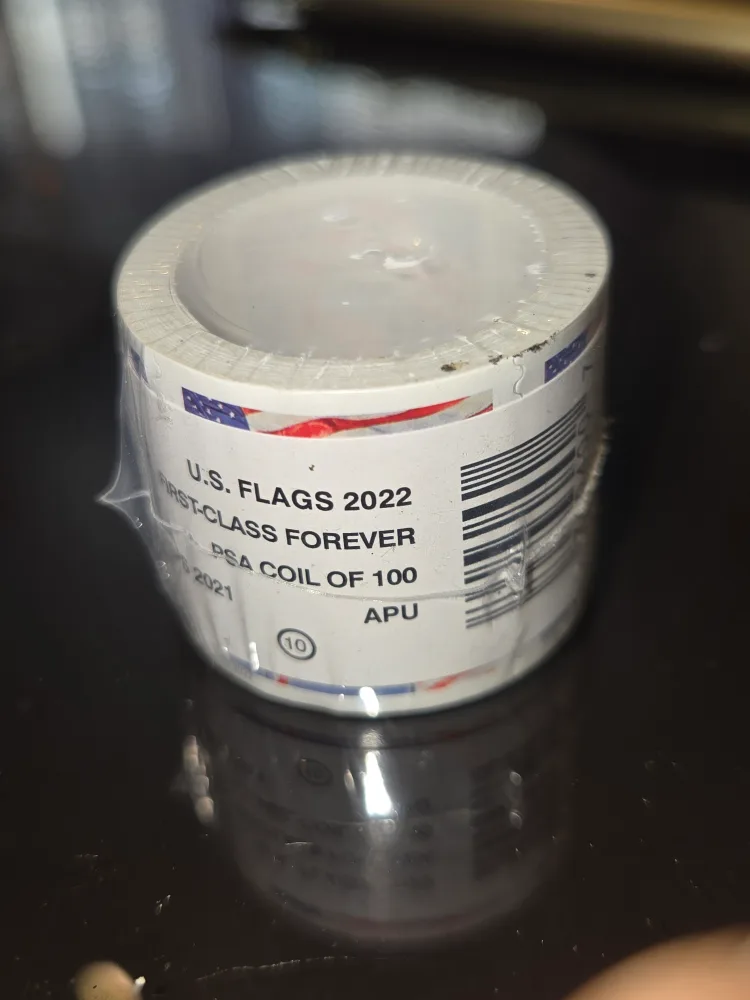 U.S. FLAGS 2022
FIRST-CLASS FOREVER
PSA COIL OF 100
2021
APU
10